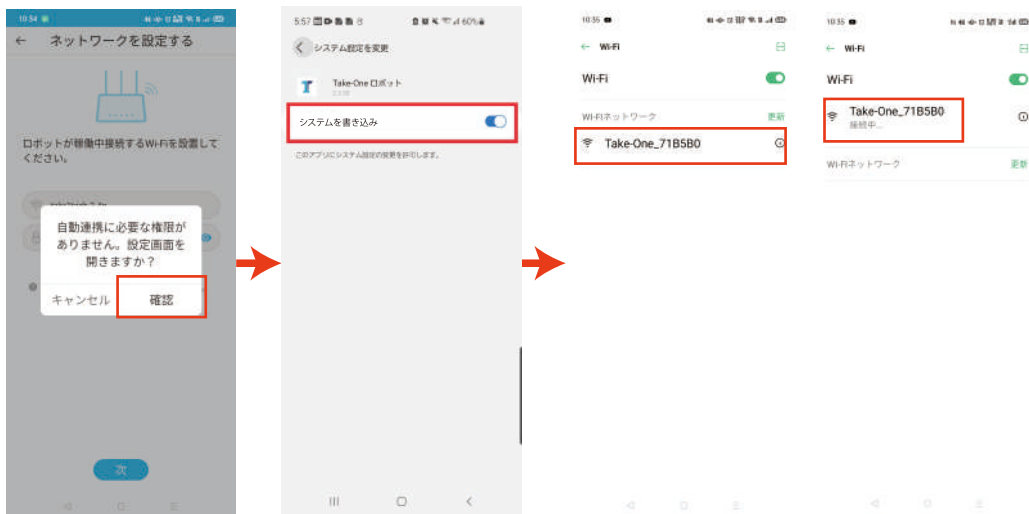 10:34
ネットワークを設定する
ロボットが稼働中接続するWi-Fiを設置して
ください。
自動連携に必要な権限が
ありません。設定画面を
開きますか？
キャンセル
確認
次
5:57
60%
システム設定を変更
Take-One ロボット
システムを書き込み
このアプリにシステム設定の変更を許可します。
10:35
Wi-Fi
Wi-Fi
Wi-Fiネットワーク
更新
Take-One_71B5B0
10:35
Wi-Fi
Wi-Fi
Take-One_71B5B0
接続中...
Wi-Fiネットワーク
更新